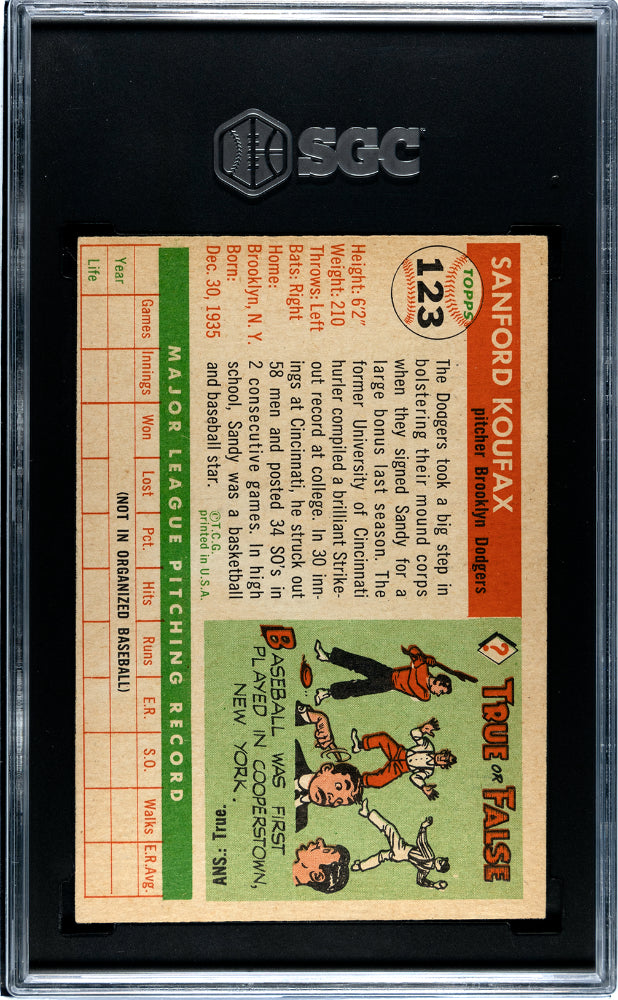 SGC
SANFORD KOUFAX
pitcher Brooklyn Dodgers
TOPPS
123
Height: 6'2"
Weight: 210
Throws: Left
Bats: Right
Home:
Brooklyn, N. Y.
Born:
Dec. 30, 1935
The Dodgers took a big step in
bolstering their mound corps
when they signed Sandy for a
large bonus last season. The
former University of Cincinnati
hurler compiled a brilliant Strike-
out record at college. In 30 inn-
ings at Cincinnati, he struck out
58 men and posted 34 SO's in
2 consecutive games. In high
school, Sandy was a basketball
and baseball star.
©T.C.G.
printed in U.S.A.
?
TRUE OR FALSE
BASEBALL WAS FIRST
PLAYED IN COOPERSTOWN,
NEW YORK.
ANS.: True.
MAJOR LEAGUE PITCHING RECORD
Games Innings Won Lost Pct. Hits Runs E.R. S.O. Walks E.R.Avg.
Year
(NOT IN ORGANIZED BASEBALL)
Life